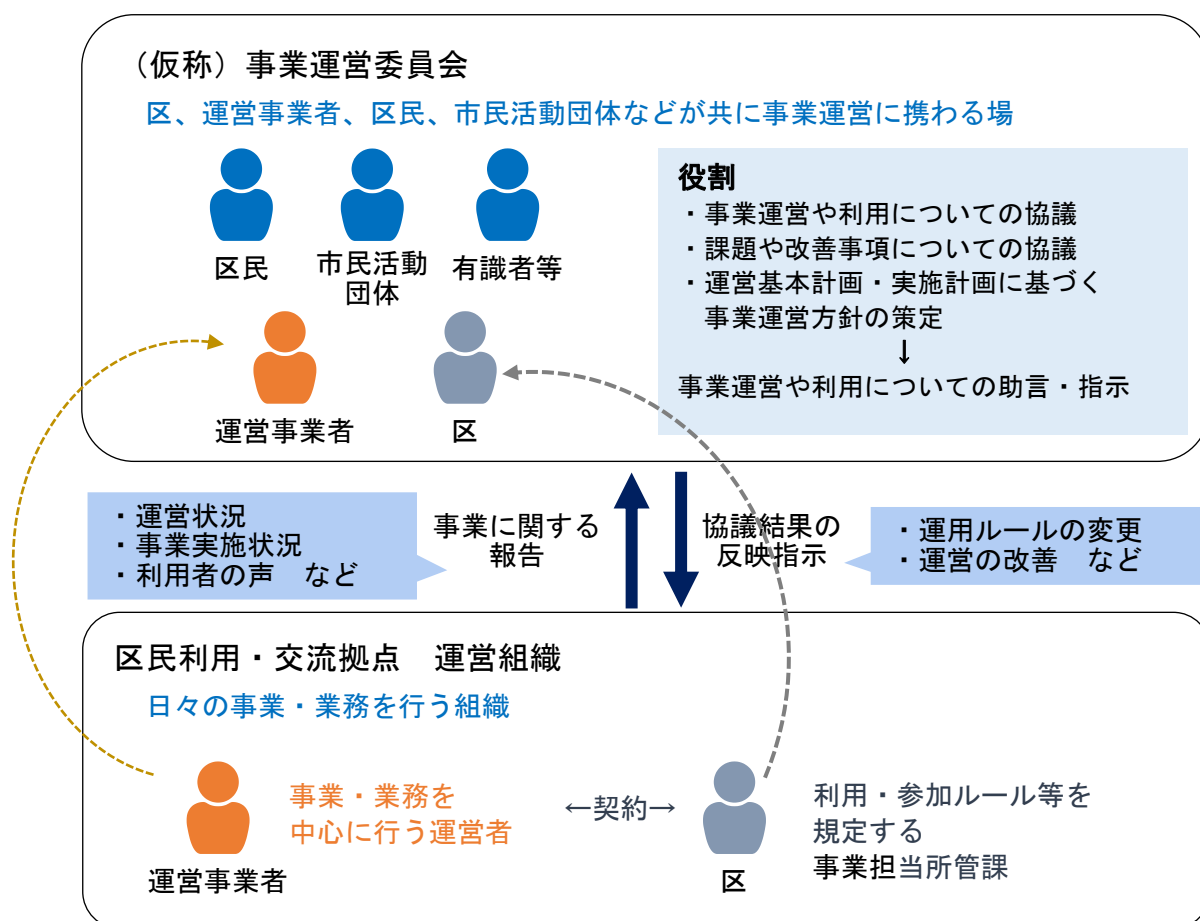 （仮称）事業運営委員会
区、運営事業者、区民、市民活動団体などが共に事業運営に携わる場
区民
市民活動
団体
有識者等
運営事業者
区
役割
・事業運営や利用についての協議
・課題や改善事項についての協議
・運営基本計画・実施計画に基づく
事業運営方針の策定
↓
事業運営や利用についての助言・指示
・運営状況
・事業実施状況
・利用者の声　など
事業に関する
報告
協議結果の
反映指示
・運用ルールの変更
・運営の改善　など
区民利用・交流拠点　運営組織
日々の事業・業務を行う組織
運営事業者
事業・業務を
中心に行う運営者
←契約→
区
利用・参加ルール等を
規定する
事業担当所管課